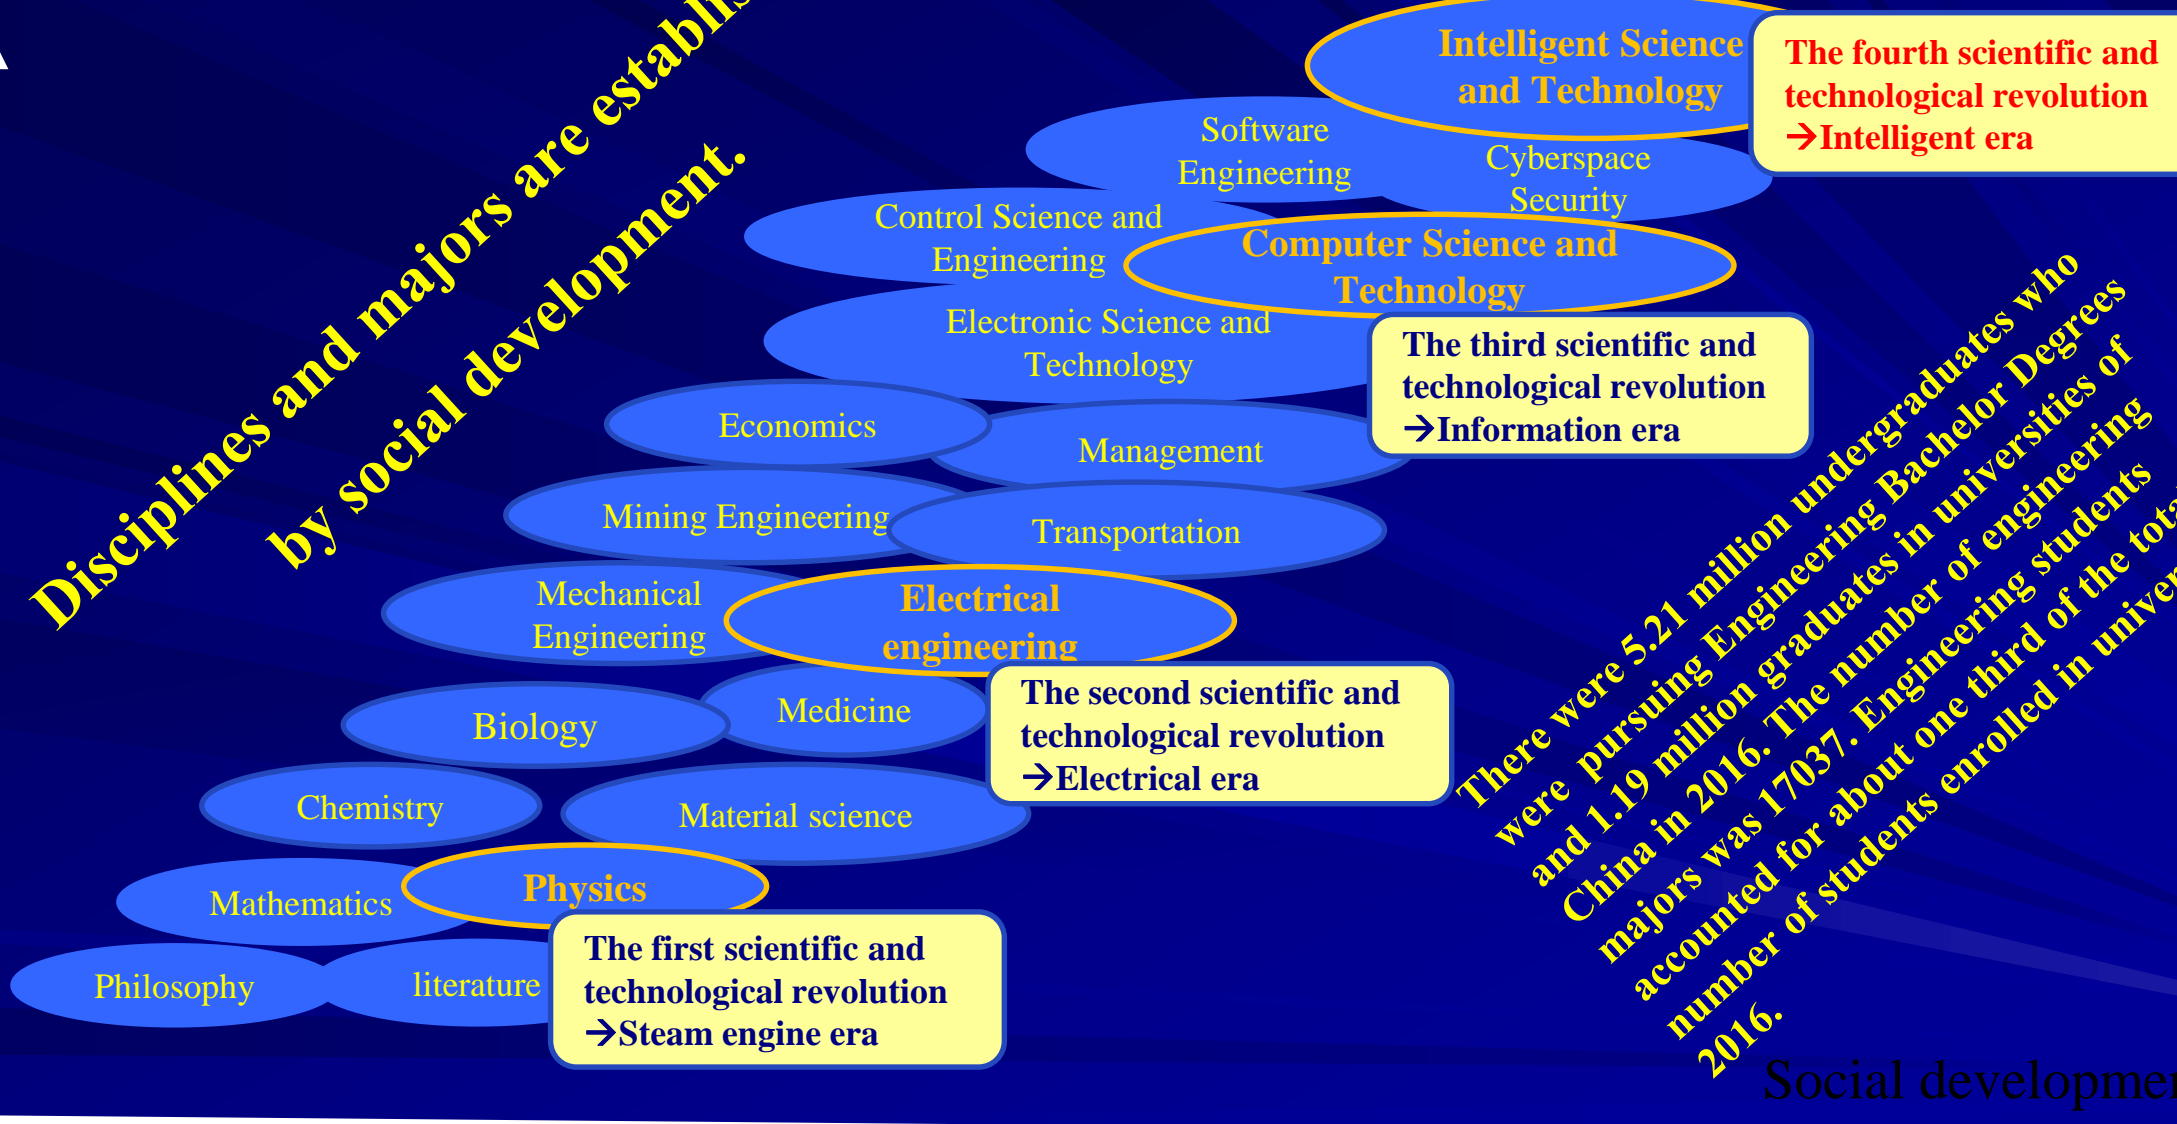 Intelligent Science
and Technology
The fourth scientific and
technological revolution
→Intelligent era
Software
Engineering
Cyberspace
Security
Control Science and
Engineering
Computer Science and
Technology
Electronic Science and
Technology
The third scientific and
technological revolution
→Information era
Economics
Management
Mining Engineering
Transportation
Mechanical
Engineering
Electrical
engineering
Biology
Medicine
The second scientific and
technological revolution
→Electrical era
Chemistry
Material science
Mathematics
Physics
Philosophy
literature
The first scientific and
technological revolution
→Steam engine era
Disciplines and majors are
by social development.
There were 5.21 million undergraduates who
were pursuing Engineering Bachelor Degrees
and 1.19 million graduates in universities of
China in 2016. The number of engineering
majors was 17037. Engineering students
accounted for about one third of the total
number of students enrolled in
2016.
Social